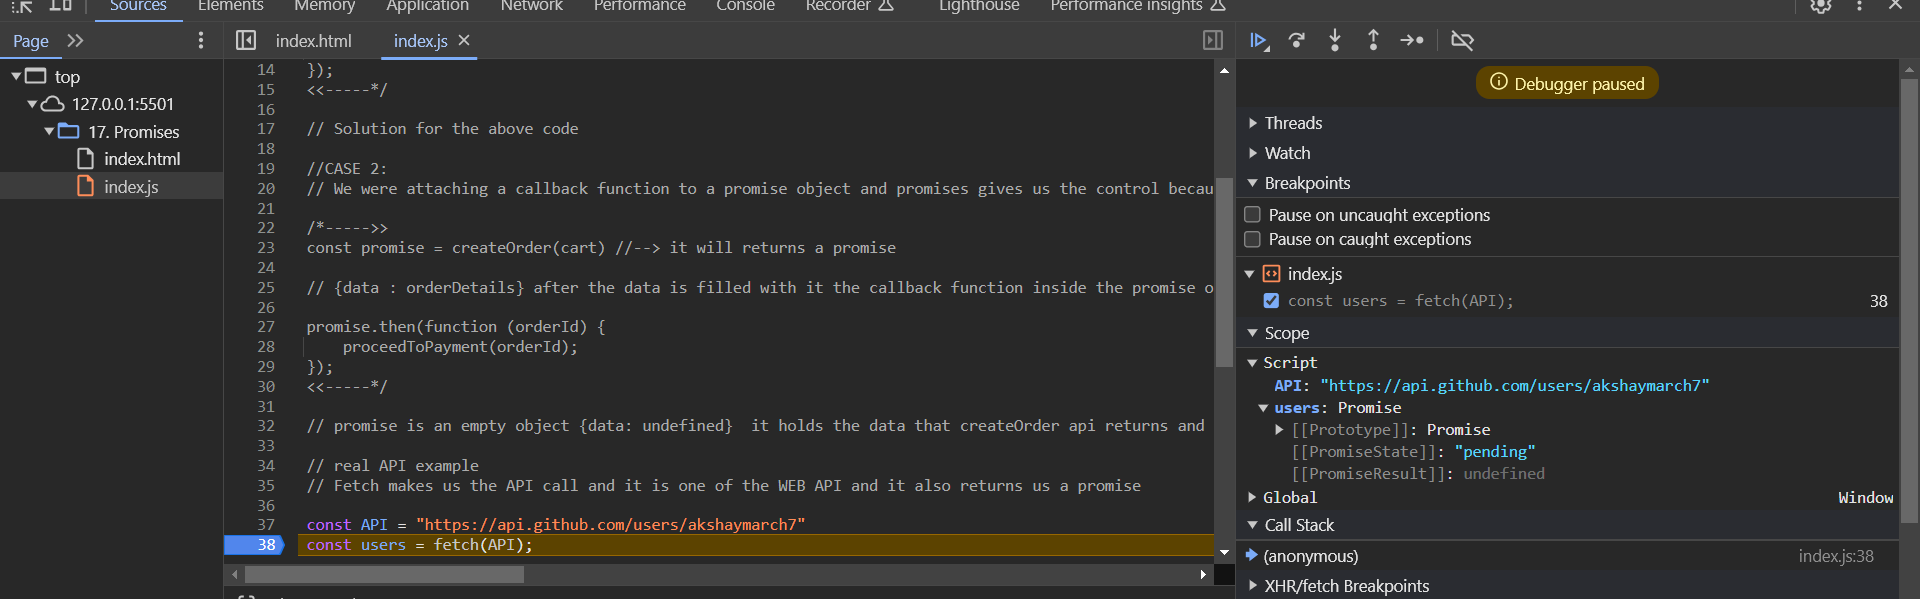 Sources Elements Memory Application Network Performance Console Recorder Lighthouse Performance insights
Page
index.html
index.js
top
127.0.0.1:5501
17. Promises
index.html
index.js
14 });
15 <<-----*/
16
17 // Solution for the above code
18
19 //CASE 2:
20 // We were attaching a callback function to a promise object and promises gives us the control becau
21
22 /*----->>
23 const promise = createOrder(cart) //--> it will returns a promise
24
25 // {data : orderDetails} after the data is filled with it the callback function inside the promise o
26
27 promise.then(function (orderId) {
28 proceedToPayment(orderId);
29 });
30 <<-----*/
31
32 // promise is an empty object {data: undefined}  it holds the data that createOrder api returns and
33
34 // real API example
35 // Fetch makes us the API call and it is one of the WEB API and it also returns us a promise
36
37 const API = "https://api.github.com/users/akshaymarch7"
38 const users = fetch(API);
Debugger paused
Threads
Watch
Breakpoints
Pause on uncaught exceptions
Pause on caught exceptions
index.js
const users = fetch(API); 38
Scope
Script
API: "https://api.github.com/users/akshaymarch7"
users: Promise
[[Prototype]]: Promise
[[PromiseState]]: "pending"
[[PromiseResult]]: undefined
Global Window
Call Stack
(anonymous) index.js:38
XHR/fetch Breakpoints